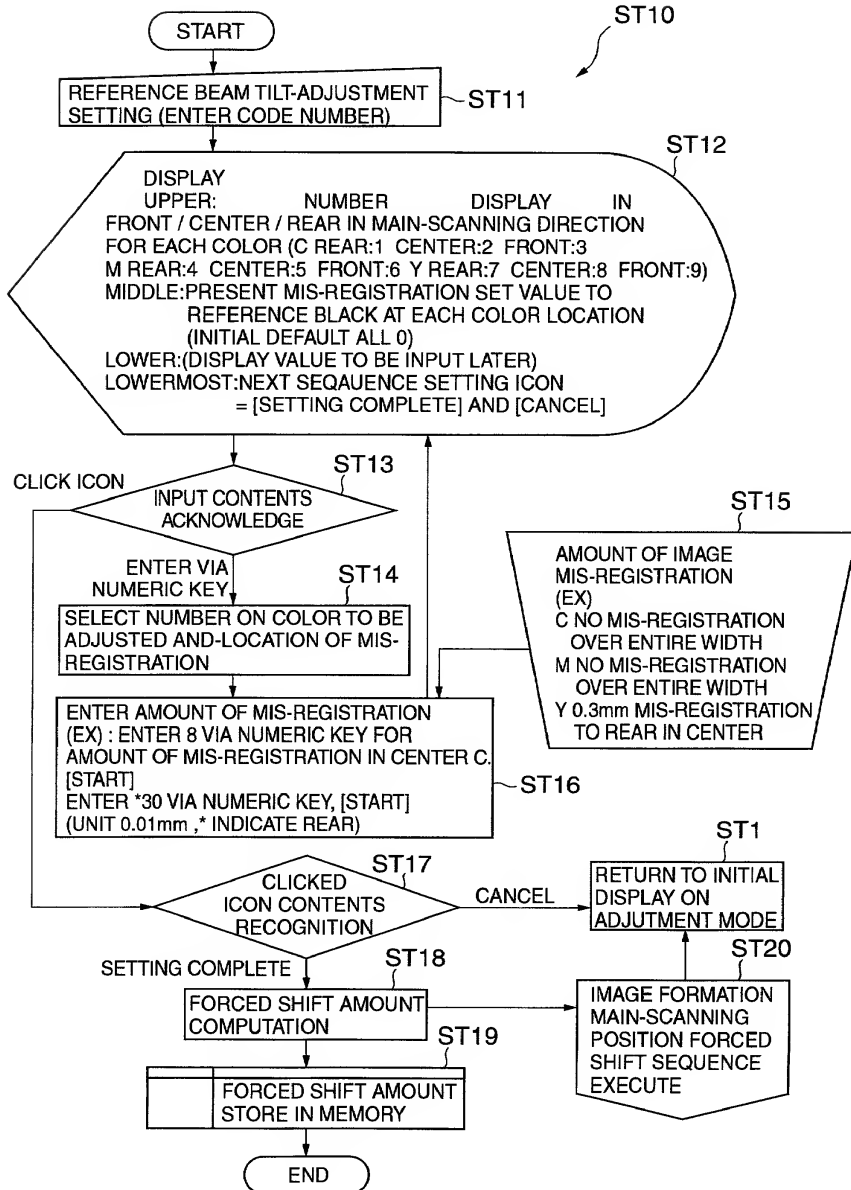 START
ST10
REFERENCE BEAM TILT-ADJUSTMENT
SETTING (ENTER CODE NUMBER)
ST11
ST12
DISPLAY
UPPER: NUMBER DISPLAY IN
FRONT / CENTER / REAR IN MAIN-SCANNING DIRECTION
FOR EACH COLOR (C REAR:1 CENTER:2 FRONT:3
M REAR:4 CENTER:5 FRONT:6 Y REAR:7 CENTER:8 FRONT:9)
MIDDLE:PRESENT MIS-REGISTRATION SET VALUE TO
REFERENCE BLACK AT EACH COLOR LOCATION
(INITIAL DEFAULT ALL 0)
LOWER:(DISPLAY VALUE TO BE INPUT LATER)
LOWERMOST:NEXT SEQAUENCE SETTING ICON
= [SETTING COMPLETE] AND [CANCEL]
CLICK ICON
ST13
INPUT CONTENTS
ACKNOWLEDGE
ENTER VIA
NUMERIC KEY
ST14
SELECT NUMBER ON COLOR TO BE
ADJUSTED AND-LOCATION OF MIS-
REGISTRATION
ST15
AMOUNT OF IMAGE
MIS-REGISTRATION
(EX)
C NO MIS-REGISTRATION
OVER ENTIRE WIDTH
M NO MIS-REGISTRATION
OVER ENTIRE WIDTH
Y 0.3mm MIS-REGISTRATION
TO REAR IN CENTER
ENTER AMOUNT OF MIS-REGISTRATION
(EX) : ENTER 8 VIA NUMERIC KEY FOR
AMOUNT OF MIS-REGISTRATION IN CENTER C.
[START]
ENTER *30 VIA NUMERIC KEY, [START]
(UNIT 0.01mm ,* INDICATE REAR)
ST16
ST17
CLICKED
ICON CONTENTS
RECOGNITION
CANCEL
ST1
RETURN TO INITIAL
DISPLAY ON
ADJUTMENT MODE
SETTING COMPLETE
ST18
FORCED SHIFT AMOUNT
COMPUTATION
ST20
IMAGE FORMATION
MAIN-SCANNING
POSITION FORCED
SHIFT SEQUENCE
EXECUTE
ST19
FORCED SHIFT AMOUNT
STORE IN MEMORY
END